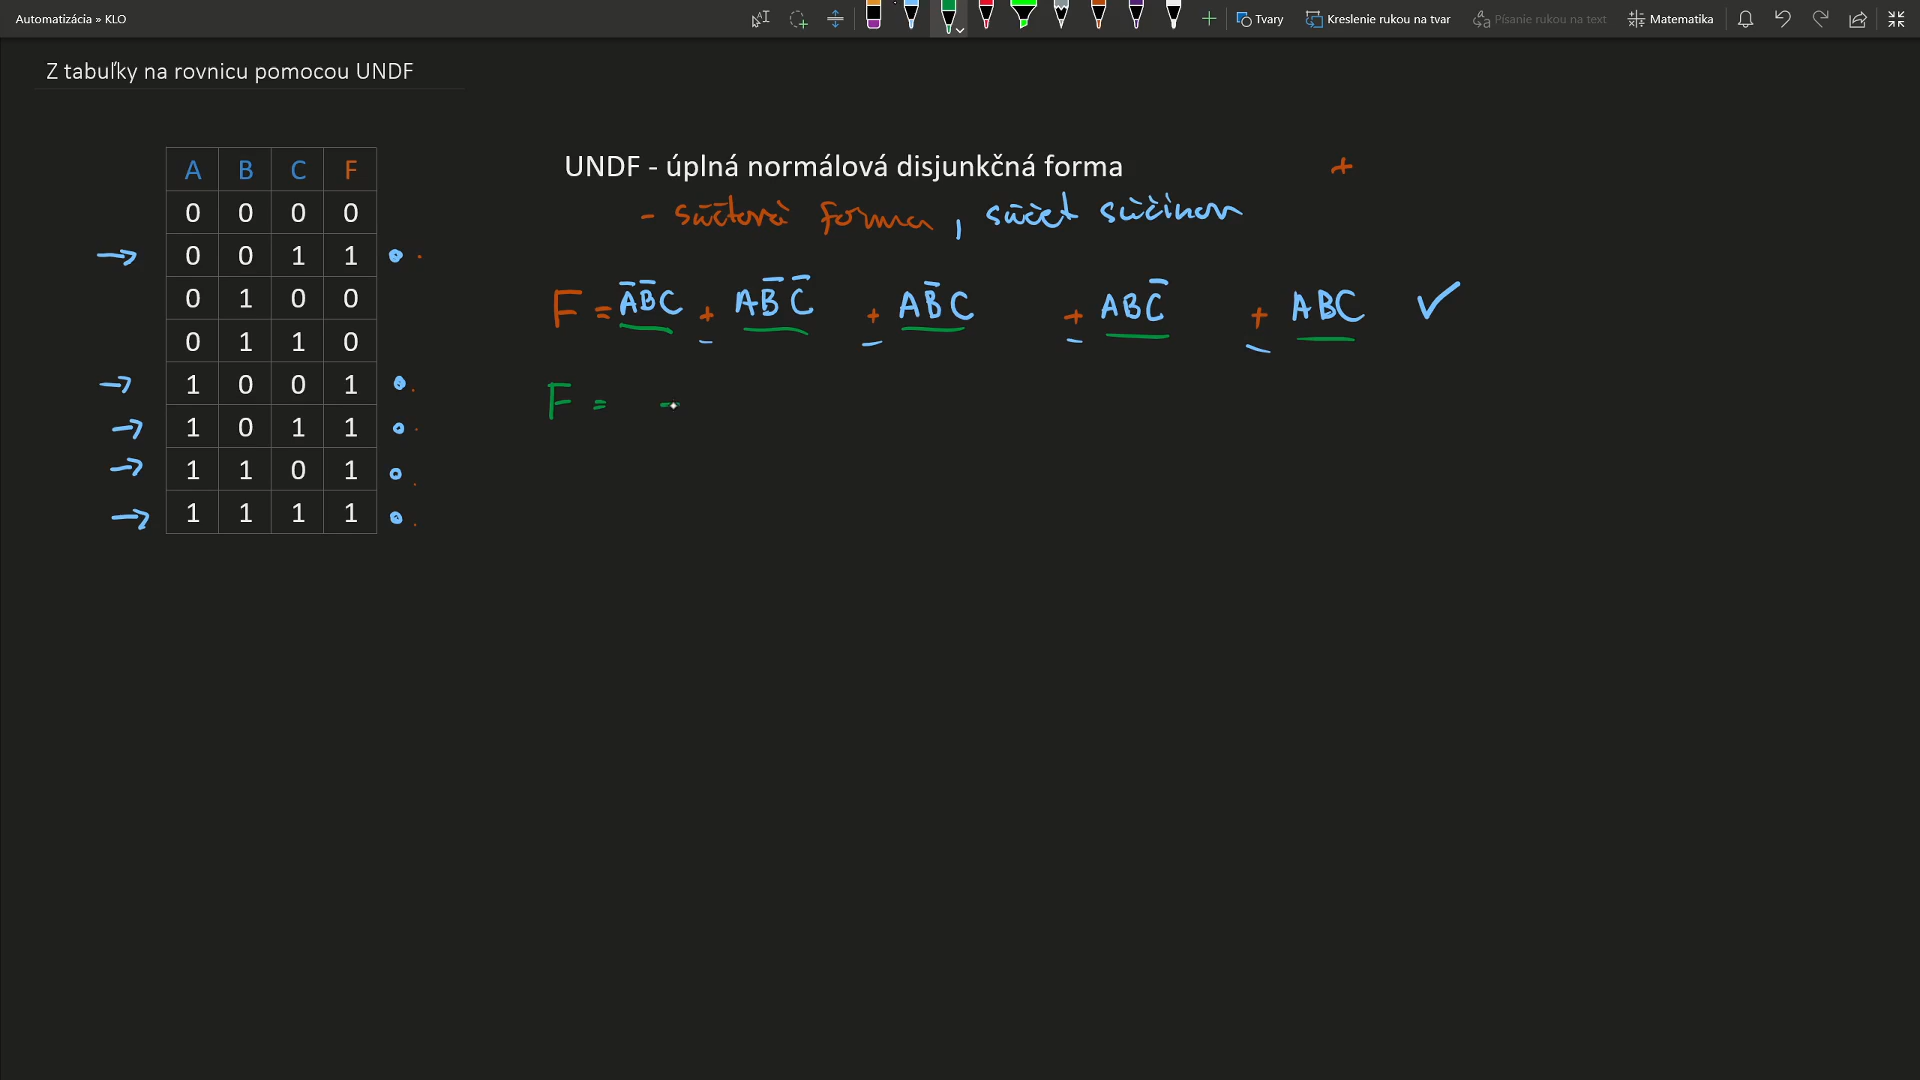 Automatizácia » KLO
Tvary Kreslenie rukou na tvar Písanie rukou na text Matematika
Z tabuľky na rovnicu pomocou UNDF
A B C F
0 0 0 0
→ 0 0 1 1
0 1 0 0
0 1 1 0
→ 1 0 0 1
→ 1 0 1 1
→ 1 1 0 1
→ 1 1 1 1
UNDF - úplná normálová disjunkčná forma +
- súčtová forma, súčet súčinov
F = A̅B̅C + AB̅C̅ + AB̅C + ABC̅ + ABC ✓
F = -